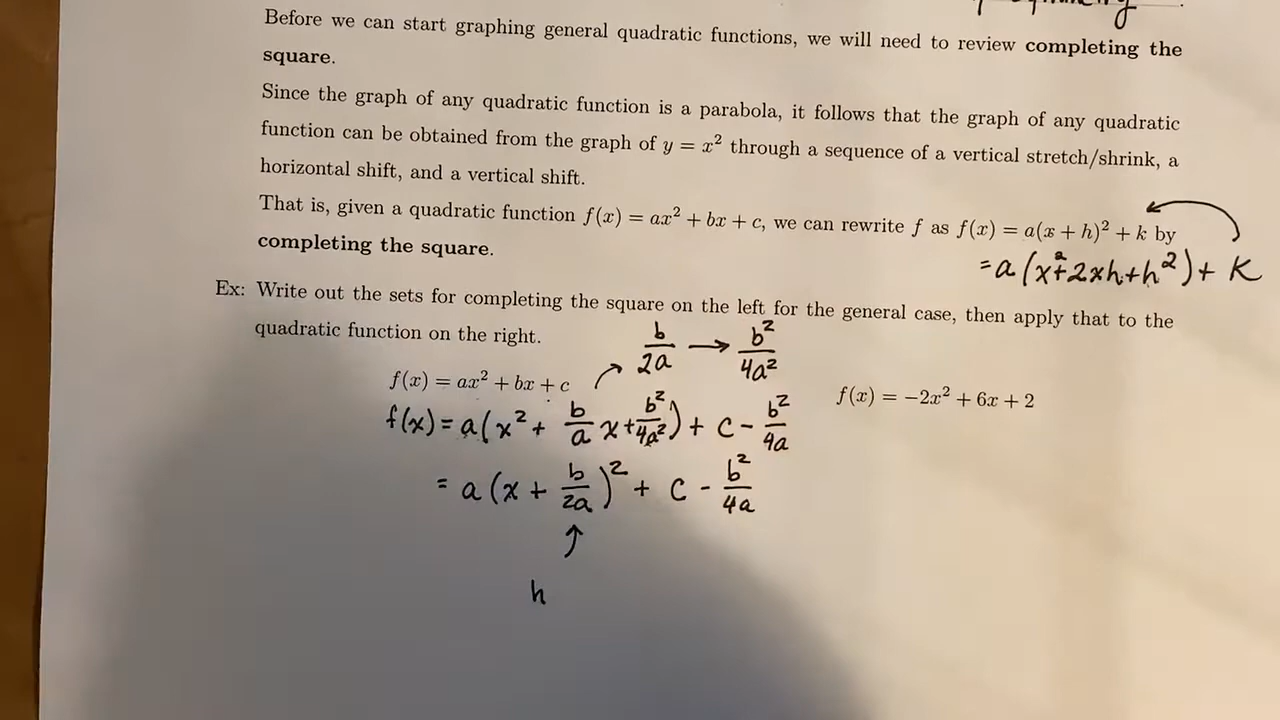 Before we can start graphing general quadratic functions, we will need to review completing the
square.
Since the graph of any quadratic function is a parabola, it follows that the graph of any quadratic
function can be obtained from the graph of y = x² through a sequence of a vertical stretch/shrink, a
horizontal shift, and a vertical shift.
That is, given a quadratic function f(x) = ax² + bx + c, we can rewrite f as f(x) = a(x + h)² + k by
completing the square.
= a(x² + 2xh + h²) + k
Ex: Write out the sets for completing the square on the left for the general case, then apply that to the
quadratic function on the right.
b/2a → b²/4a²
f(x) = ax² + bx + c
f(x) = −2x² + 6x + 2
f(x) = a(x² + b/a x + b²/4a²) + c - b²/4a
= a(x + b/2a)² + c - b²/4a
↑
h